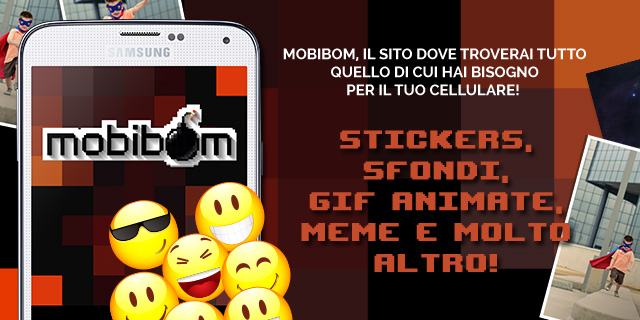 SAMSUNG
mobibom
MOBIBOM, IL SITO DOVE TROVERAI TUTTO
QUELLO DI CUI HAI BISOGNO
PER IL TUO CELLULARE!
STICKERS,
SFONDI,
GIF ANIMATE,
MEME E MOLTO
ALTRO!